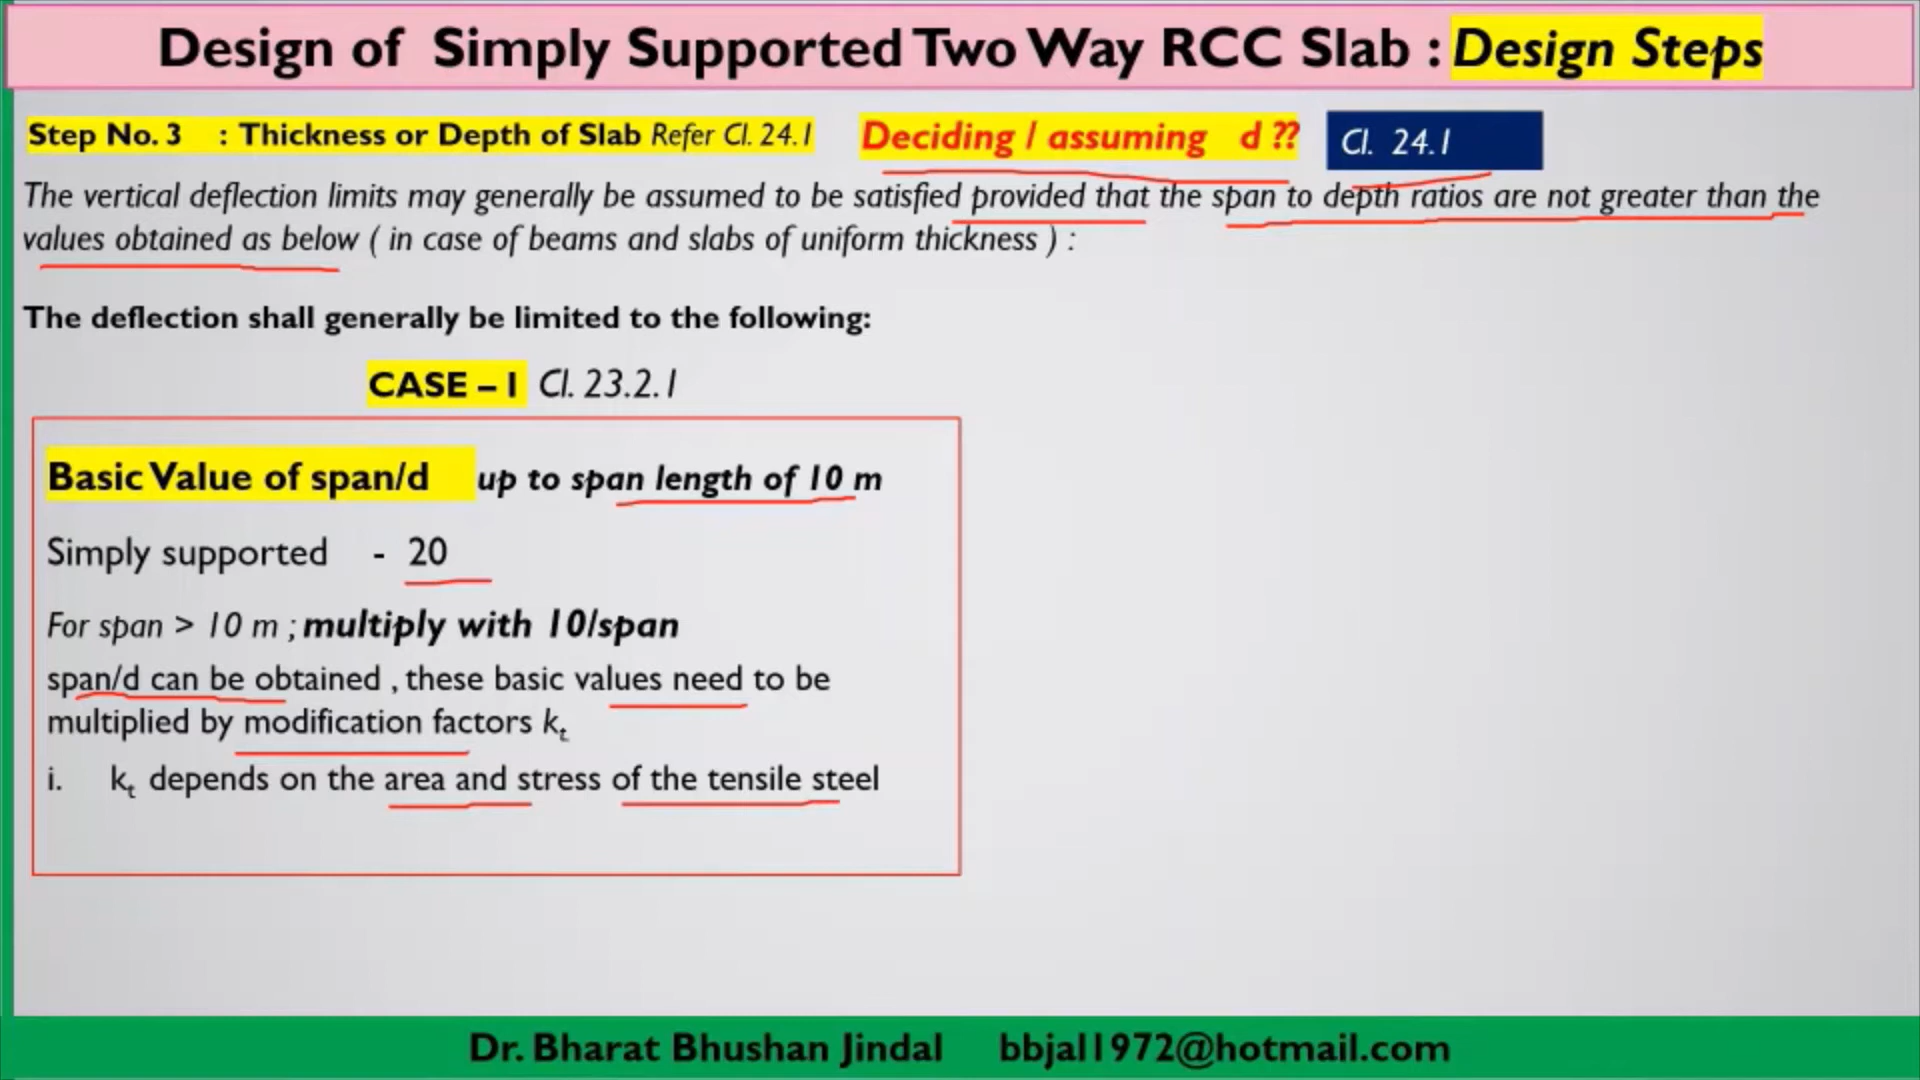 Design of Simply Supported Two Way RCC Slab : Design Steps
Step No. 3 : Thickness or Depth of Slab Refer Cl. 24.1 Deciding / assuming d ?? Cl. 24.1
The vertical deflection limits may generally be assumed to be satisfied provided that the span to depth ratios are not greater than the
values obtained as below ( in case of beams and slabs of uniform thickness ) :
The deflection shall generally be limited to the following:
CASE – I Cl. 23.2.1
Basic Value of span/d up to span length of 10 m
Simply supported - 20
For span > 10 m ; multiply with 10/span
span/d can be obtained , these basic values need to be
multiplied by modification factors kt
i. kt depends on the area and stress of the tensile steel
Dr. Bharat Bhushan Jindal bbjal1972@hotmail.com